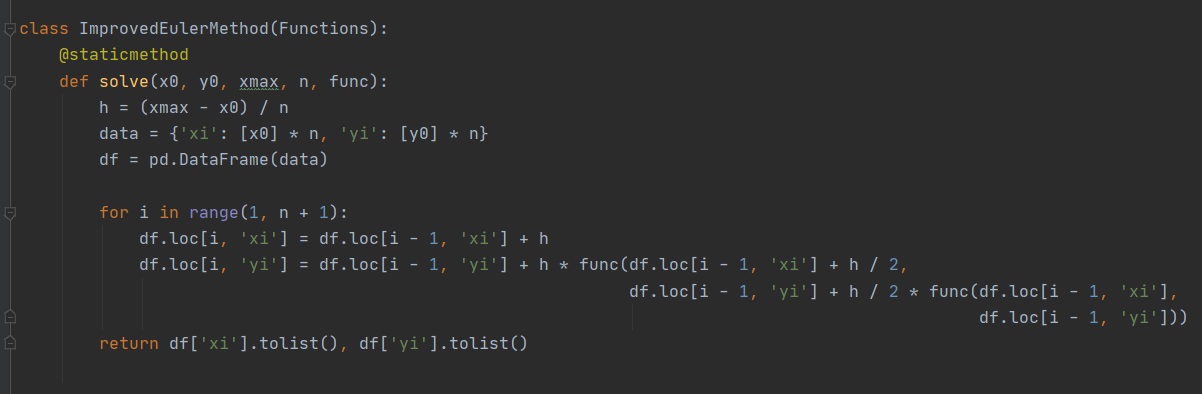 class ImprovedEulerMethod(Functions):
    @staticmethod
    def solve(x0, y0, xmax, n, func):
        h = (xmax - x0) / n
        data = {'xi': [x0] * n, 'yi': [y0] * n}
        df = pd.DataFrame(data)

        for i in range(1, n + 1):
            df.loc[i, 'xi'] = df.loc[i - 1, 'xi'] + h
            df.loc[i, 'yi'] = df.loc[i - 1, 'yi'] + h * func(df.loc[i - 1, 'xi'] + h / 2,
                                                             df.loc[i - 1, 'yi'] + h / 2 * func(df.loc[i - 1, 'xi'],
                                                                                                df.loc[i - 1, 'yi']))
        return df['xi'].tolist(), df['yi'].tolist()